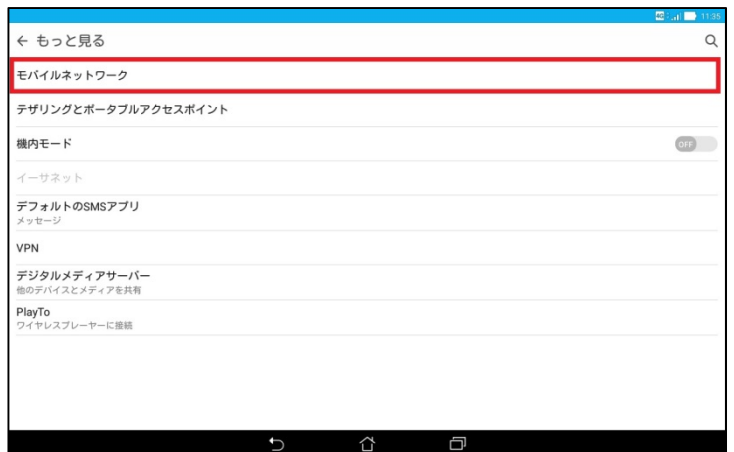 4G 11:35
もっと見る
モバイルネットワーク
テザリングとポータブルアクセスポイント
機内モード OFF
イーサネット
デフォルトのSMSアプリ
メッセージ
VPN
デジタルメディアサーバー
他のデバイスとメディアを共有
PlayTo
ワイヤレスプレーヤーに接続